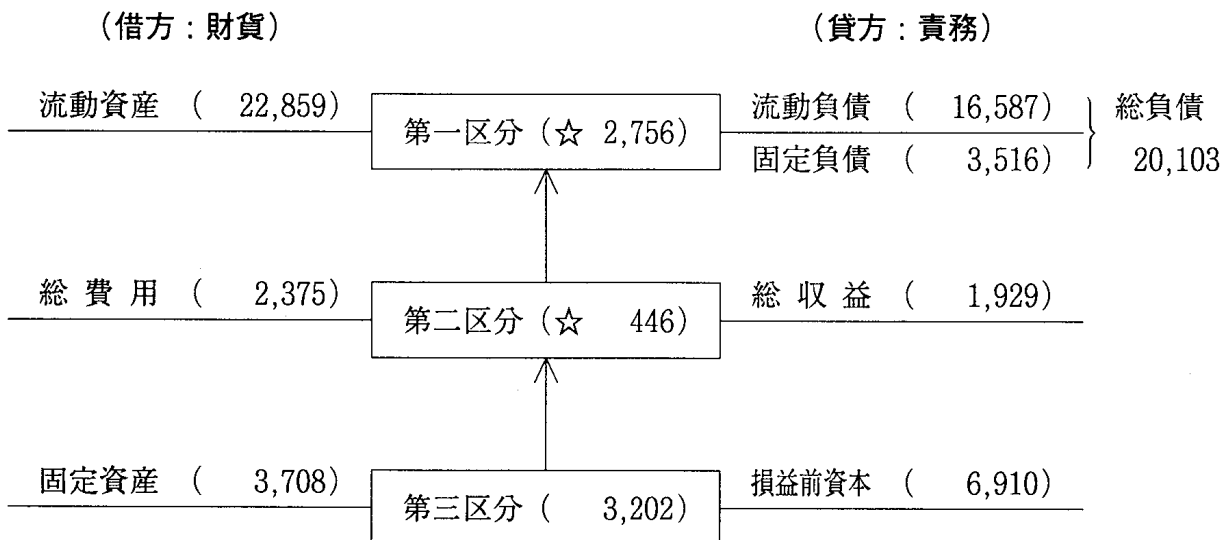 （借方：財貨） （貸方：責務）
流動資産 （ 22,859） 第一区分（☆ 2,756） 流動負債 （ 16,587） 総負債
固定負債 （ 3,516） 20,103
総費用 （ 2,375） 第二区分（☆ 446） 総収益 （ 1,929）
固定資産 （ 3,708） 第三区分（ 3,202） 損益前資本 （ 6,910）